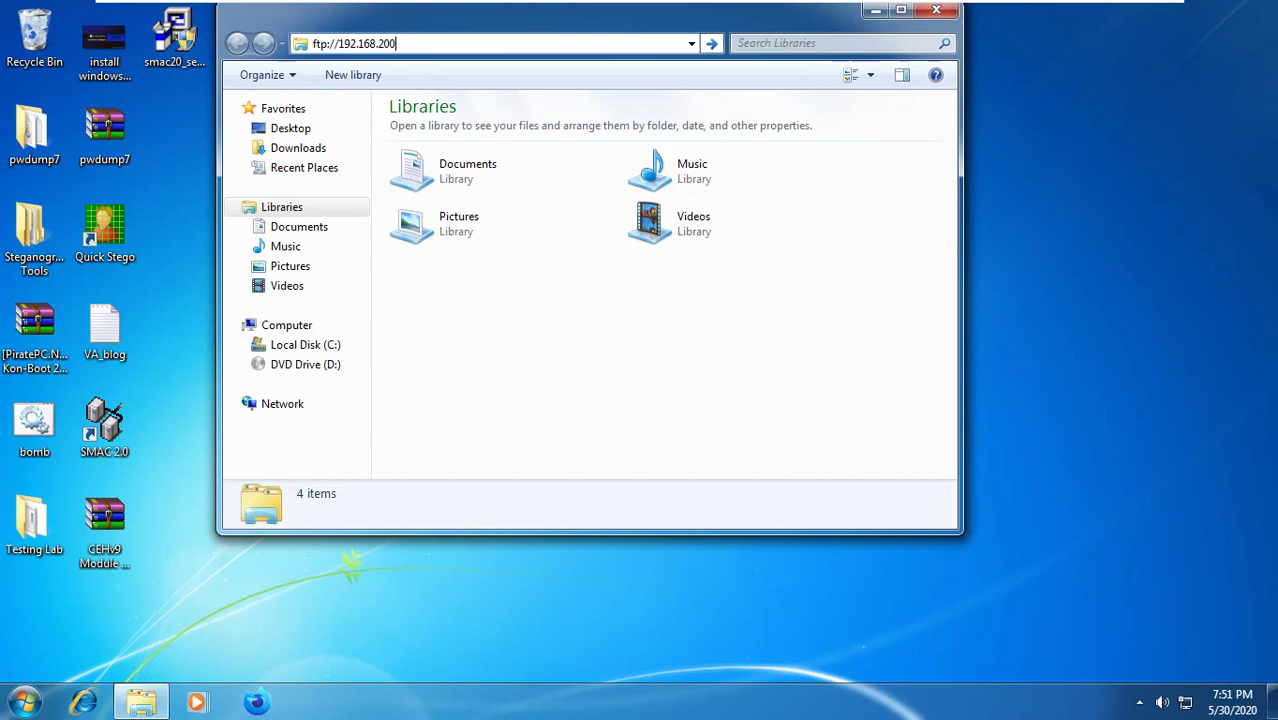 Recycle Bin
install
windows...
smac20_se...
pwdump7
pwdump7
Steganogr...
Tools
Quick Stego
[PiratePC.N...
Kon-Boot 2...
VA_blog
bomb
SMAC 2.0
Testing Lab
CEHv9
Module ...
ftp://192.168.200
Search Libraries
Organize
New library
Favorites
Desktop
Downloads
Recent Places
Libraries
Documents
Music
Pictures
Videos
Computer
Local Disk (C:)
DVD Drive (D:)
Network
Libraries
Open a library to see your files and arrange them by folder, date, and other properties.
Documents
Library
Music
Library
Pictures
Library
Videos
Library
4 items
7:51 PM
5/30/2020